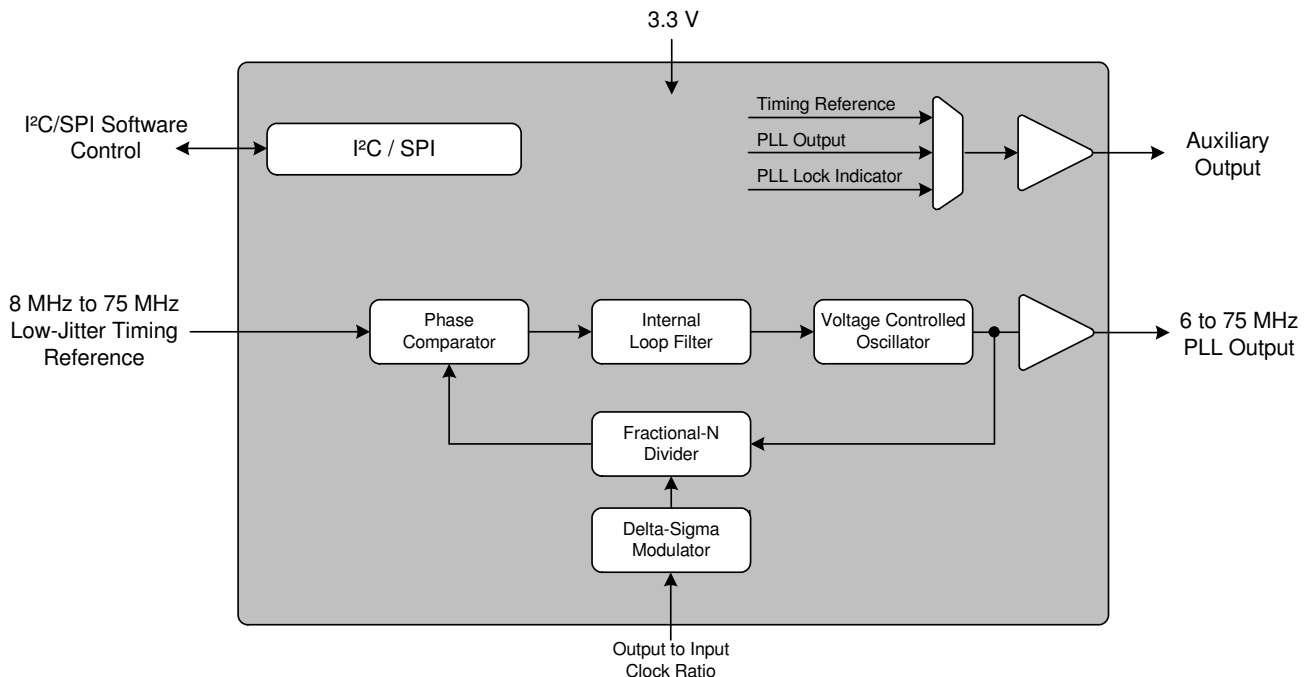 3.3 V
I²C/SPI Software
Control
I²C / SPI
Timing Reference
PLL Output
PLL Lock Indicator
Auxiliary
Output
8 MHz to 75 MHz
Low-Jitter Timing
Reference
Phase
Comparator
Internal
Loop Filter
Voltage Controlled
Oscillator
6 to 75 MHz
PLL Output
Fractional-N
Divider
Delta-Sigma
Modulator
Output to Input
Clock Ratio